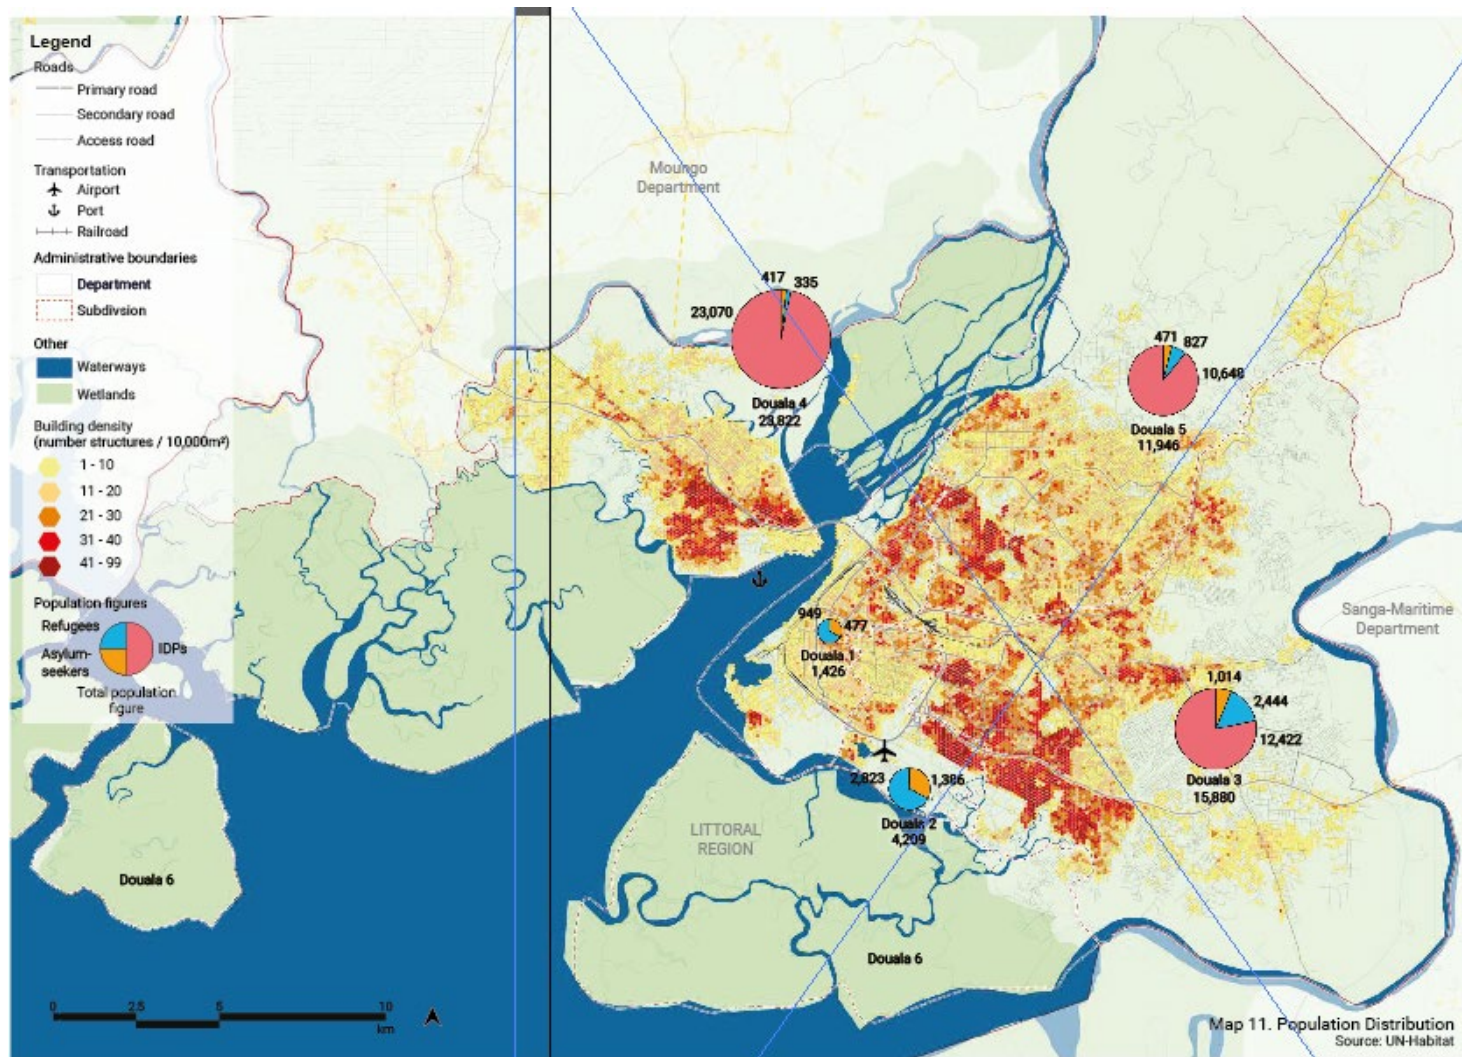 Legend
Roads
Primary road
Secondary road
Access road
Transportation
Airport
Port
Railroad
Administrative boundaries
Department
Subdivsion
Other
Waterways
Wetlands
Building density
(number structures / 10,000m²)
1 - 10
11 - 20
21 - 30
31 - 40
41 - 99
Population figures
Refugees
IDPs
Asylum-
seekers
Total population
figure
Moungo
Department
417
335
23,070
Douala 4
23,822
471
827
10,648
Douala 5
11,946
Sanga-Maritime
Department
949
477
Douala 1
1,426
1,014
2,444
12,422
Douala 3
15,880
2,823
1,386
Douala 2
4,209
LITTORAL
REGION
Douala 6
Douala 6
0
2.5
5
10
km
Map 11. Population Distribution
Source: UN-Habitat